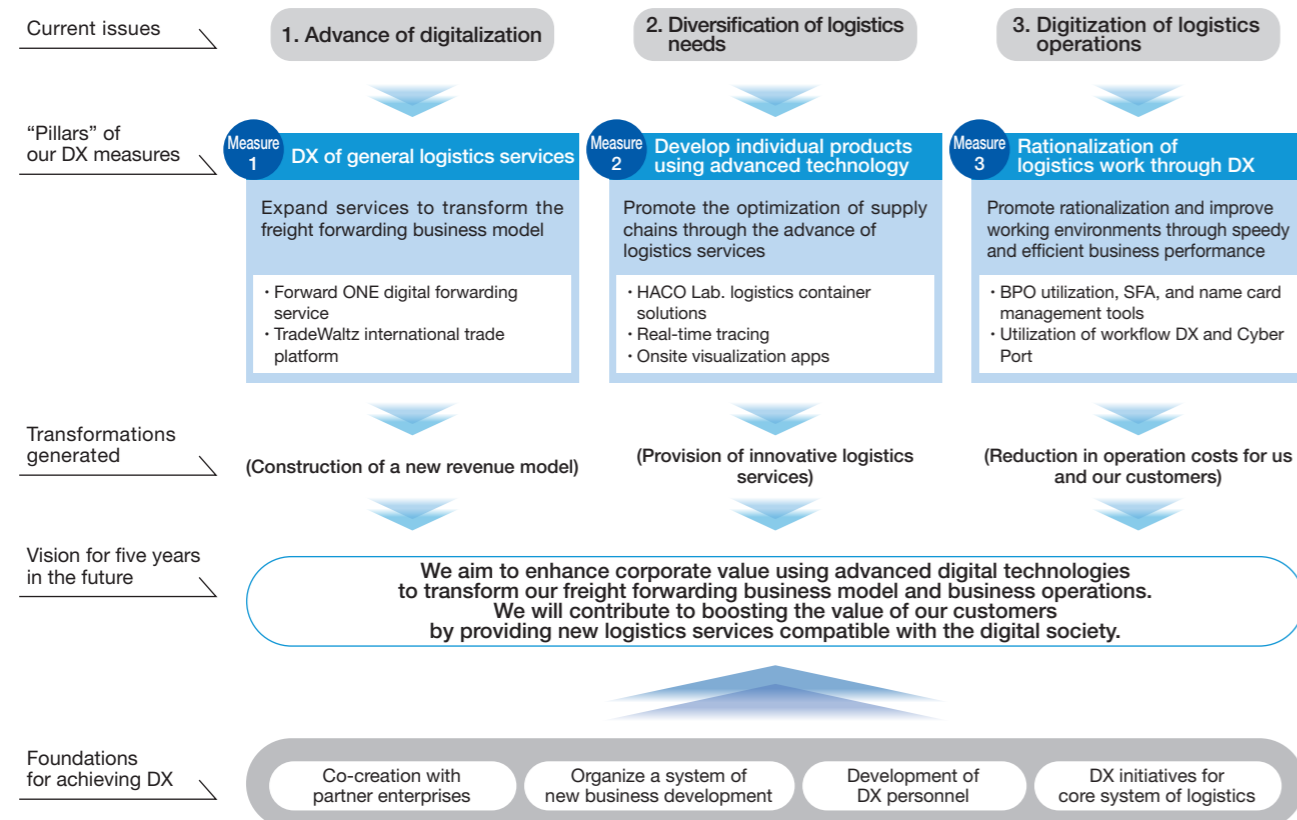 Current issues
1. Advance of digitalization
2. Diversification of logistics
needs
3. Digitization of logistics
operations
“Pillars” of
our DX measures
Measure
1
DX of general logistics services
Expand services to transform the
freight forwarding business model
・Forward ONE digital forwarding
service
・TradeWaltz international trade
platform
Measure
2
Develop individual products
using advanced technology
Promote the optimization of supply
chains through the advance of
logistics services
・HACO Lab. logistics container
solutions
・Real-time tracing
・Onsite visualization apps
Measure
3
Rationalization of
logistics work through DX
Promote rationalization and improve
working environments through speedy
and efficient business performance
・BPO utilization, SFA, and name card
management tools
・Utilization of workflow DX and Cyber
Port
Transformations
generated
(Construction of a new revenue model)
(Provision of innovative logistics
services)
(Reduction in operation costs for us
and our customers)
Vision for five years
in the future
We aim to enhance corporate value using advanced digital technologies
to transform our freight forwarding business model and business operations.
We will contribute to boosting the value of our customers
by providing new logistics services compatible with the digital society.
Foundations
for achieving DX
Co-creation with
partner enterprises
Organize a system of
new business development
Development of
DX personnel
DX initiatives for
core system of logistics